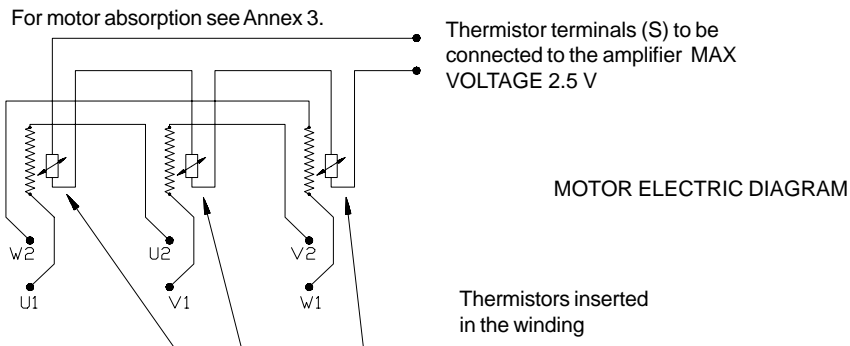 For motor absorption see Annex 3.
Thermistor terminals (S) to be
connected to the amplifier MAX
VOLTAGE 2.5 V
MOTOR ELECTRIC DIAGRAM
W2 U2 V2
U1 V1 W1
Thermistors inserted
in the winding